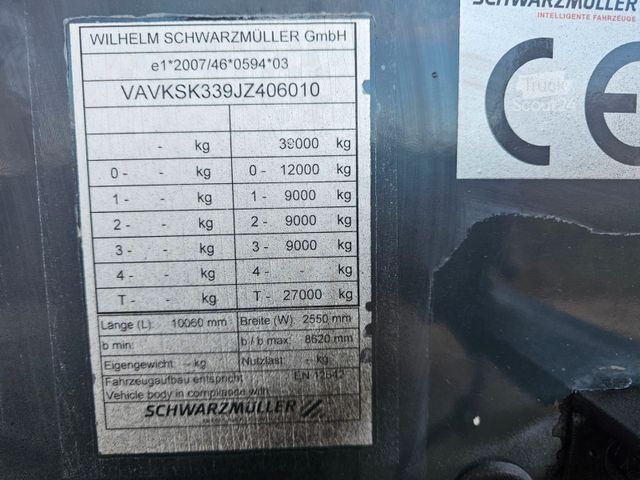 WILHELM SCHWARZMÜLLER GmbH
e1*2007/46*0594*03
VAVKSK339JZ406010
- - kg 39000 kg
0 - - kg 0 - 12000 kg
1 - - kg 1 - 9000 kg
2 - - kg 2 - 9000 kg
3 - - kg 3 - 9000 kg
4 - - kg 4 - - kg
T - - kg T - 27000 kg
Länge (L): 10060 mm Breite (W): 2550 mm
b min: b / b max: 8620 mm
Eigengewicht: -- kg Nutzlast: -- kg
Fahrzeugaufbau entspricht EN 12642
Vehicle body in compliance with
SCHWARZMÜLLER
SCHWARZMÜLLER
INTELLIGENTE FAHRZEUGE
CE
Truck
Scout24